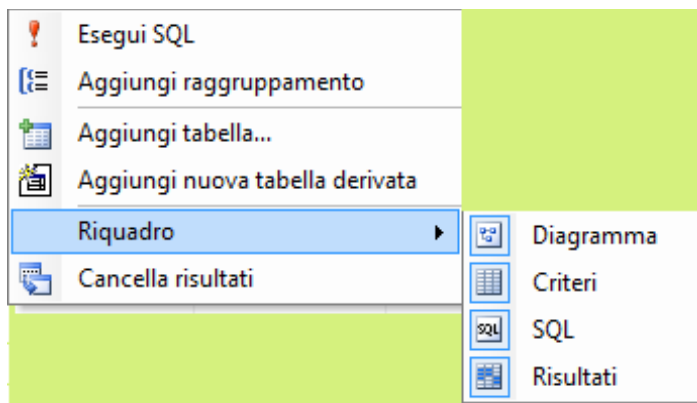 Esegui SQL
Aggiungi raggruppamento
Aggiungi tabella...
Aggiungi nuova tabella derivata
Riquadro
Cancella risultati
Diagramma
Criteri
SQL SQL
Risultati